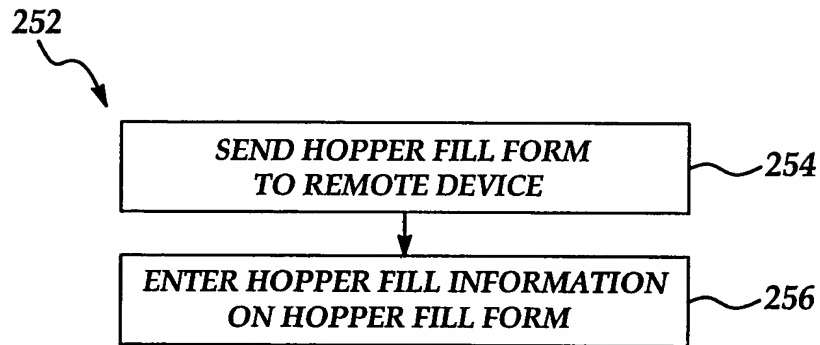 252
SEND HOPPER FILL FORM
TO REMOTE DEVICE
254
ENTER HOPPER FILL INFORMATION
ON HOPPER FILL FORM
256